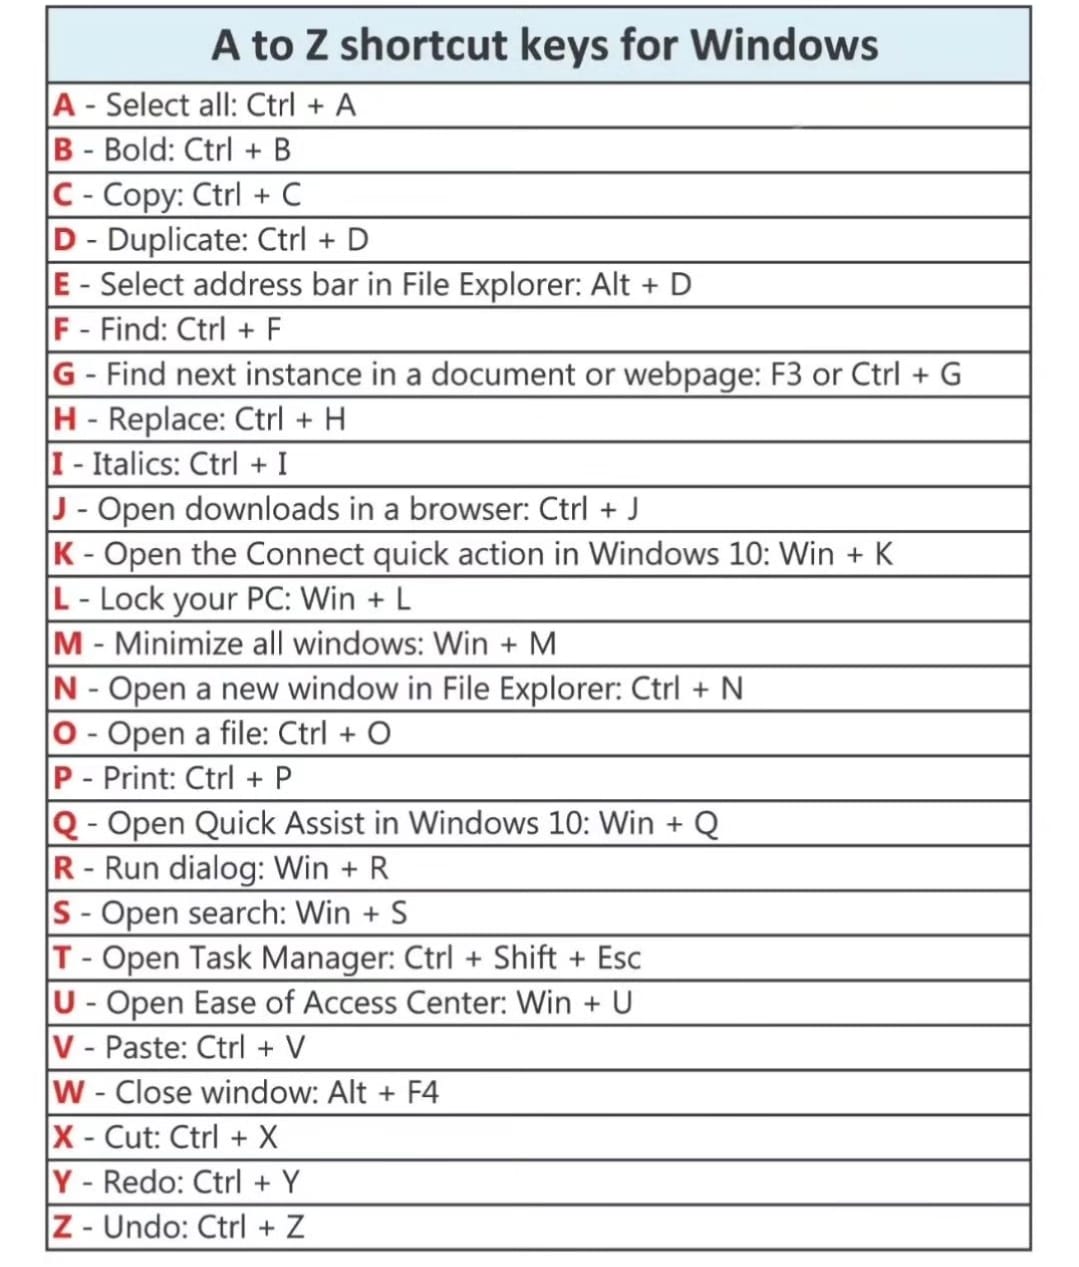 A to Z shortcut keys for Windows
A - Select all: Ctrl + A
B - Bold: Ctrl + B
C - Copy: Ctrl + C
D - Duplicate: Ctrl + D
E - Select address bar in File Explorer: Alt + D
F - Find: Ctrl + F
G - Find next instance in a document or webpage: F3 or Ctrl + G
H - Replace: Ctrl + H
I - Italics: Ctrl + I
J - Open downloads in a browser: Ctrl + J
K - Open the Connect quick action in Windows 10: Win + K
L - Lock your PC: Win + L
M - Minimize all windows: Win + M
N - Open a new window in File Explorer: Ctrl + N
O - Open a file: Ctrl + O
P - Print: Ctrl + P
Q - Open Quick Assist in Windows 10: Win + Q
R - Run dialog: Win + R
S - Open search: Win + S
T - Open Task Manager: Ctrl + Shift + Esc
U - Open Ease of Access Center: Win + U
V - Paste: Ctrl + V
W - Close window: Alt + F4
X - Cut: Ctrl + X
Y - Redo: Ctrl + Y
Z - Undo: Ctrl + Z